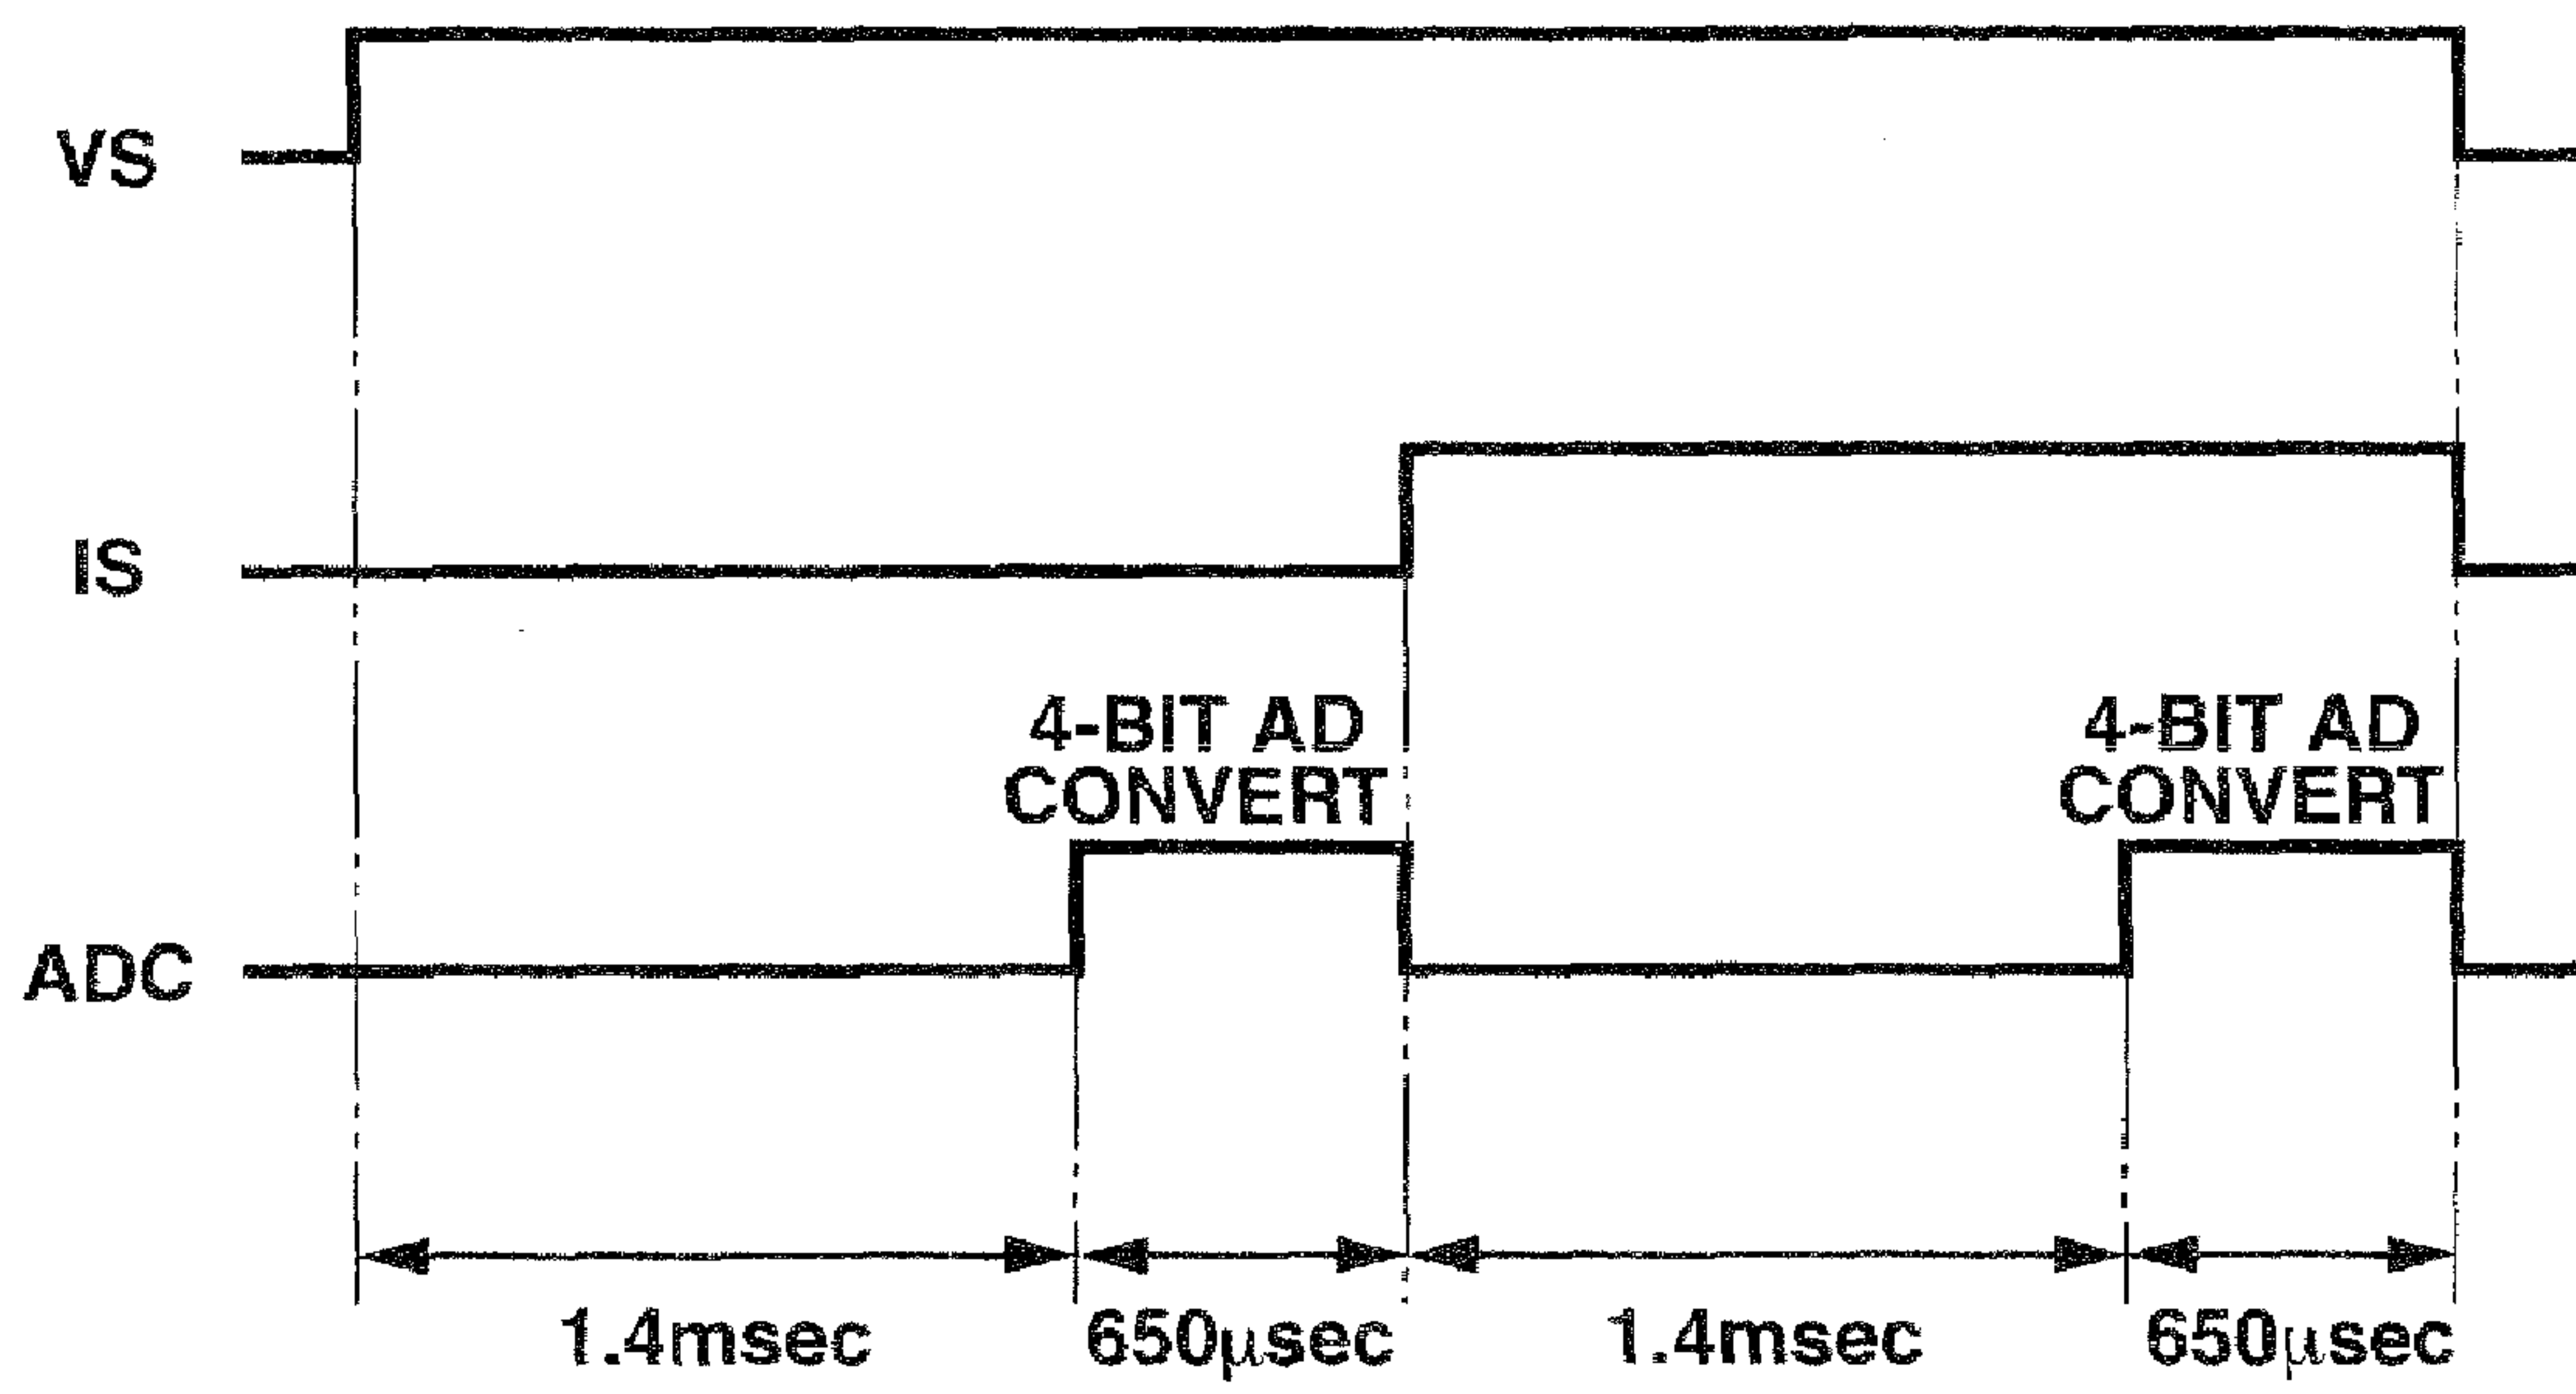 VS
IS
4-BIT AD
CONVERT
4-BIT AD
CONVERT
ADC
1.4msec
650μsec
1.4msec
650μsec